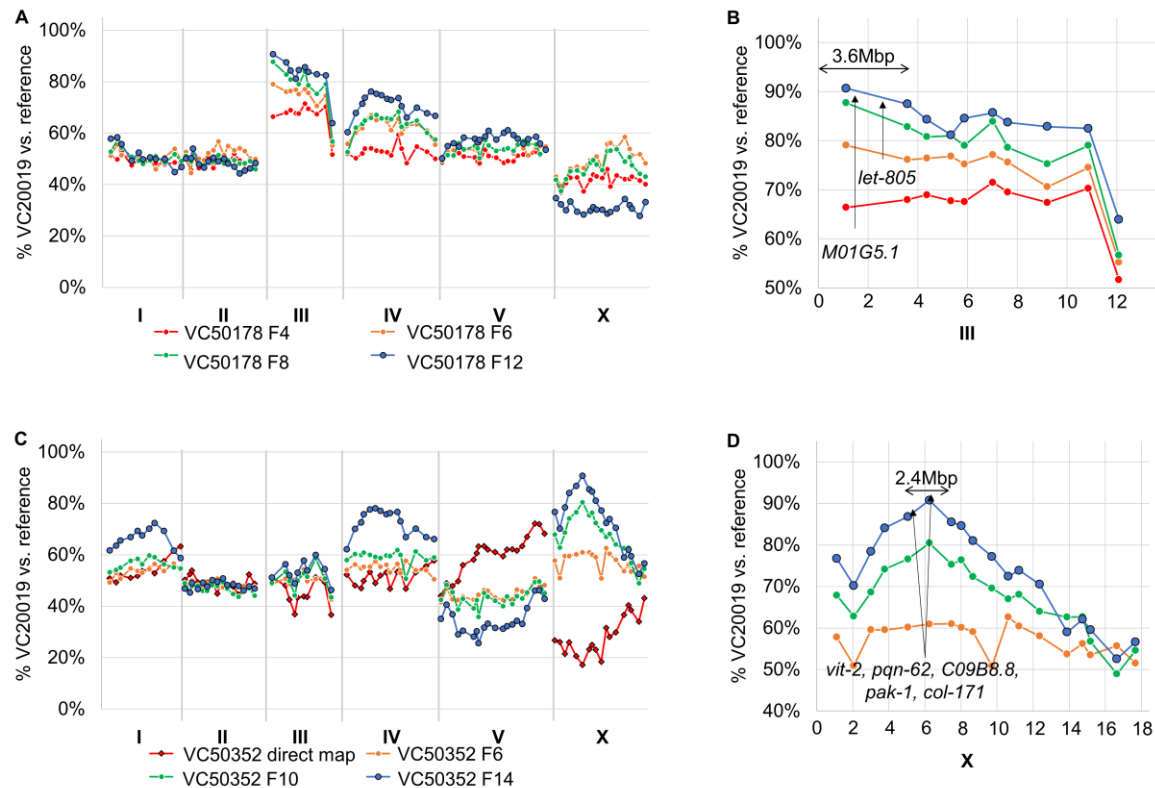 A
% VC20019 vs. reference
100%
80%
60%
40%
20%
0%
I II III IV V X
VC50178 F4 VC50178 F6
VC50178 F8 VC50178 F12
B
% VC20019 vs. reference
100%
90%
80%
70%
60%
50%
3.6Mbp
let-805
M01G5.1
0 2 4 6 8 10 12
III
C
% VC20019 vs. reference
100%
80%
60%
40%
20%
0%
I II III IV V X
VC50352 direct map VC50352 F6
VC50352 F10 VC50352 F14
D
% VC20019 vs. reference
100%
90%
80%
70%
60%
50%
40%
2.4Mbp
vit-2, pqn-62, C09B8.8,
pak-1, col-171
0 2 4 6 8 10 12 14 16 18
X